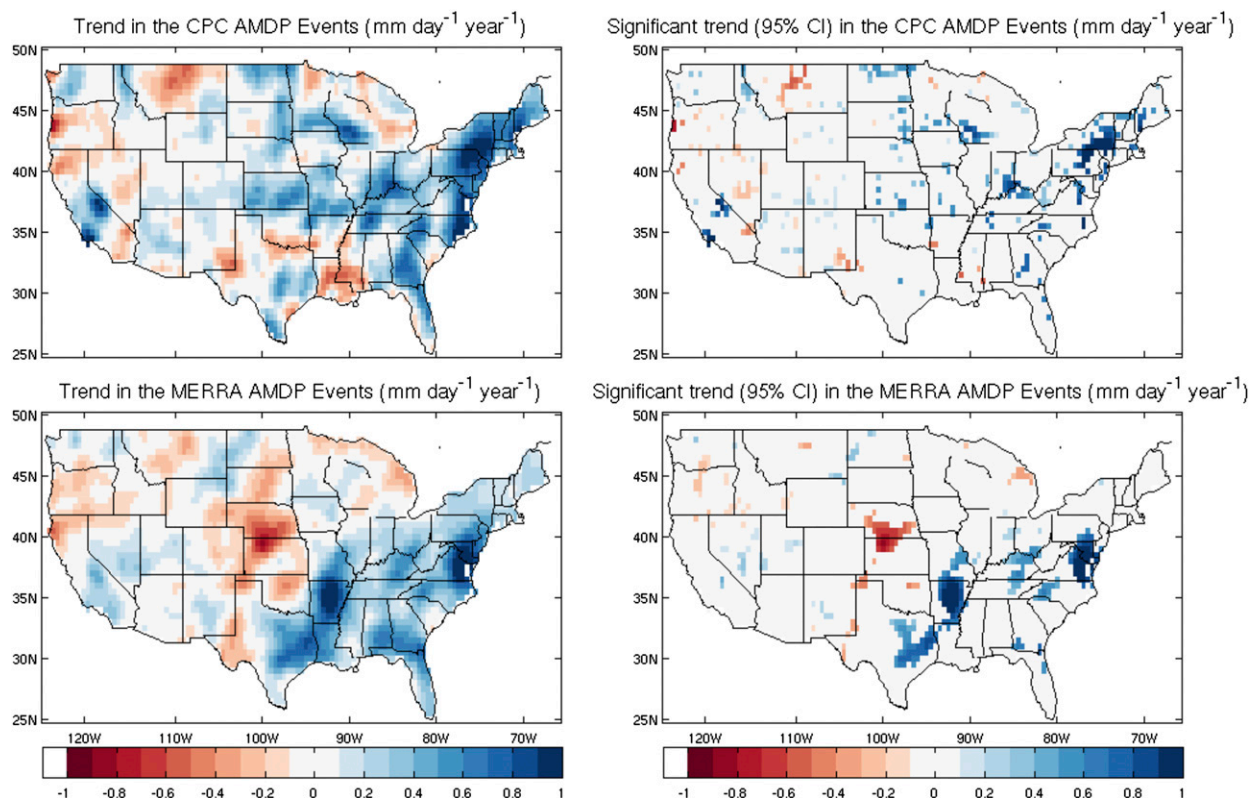 Trend in the CPC AMDP Events (mm day⁻¹ year⁻¹)
Significant trend (95% CI) in the CPC AMDP Events (mm day⁻¹ year⁻¹)
50N
45N
40N
35N
30N
25N
50N
45N
40N
35N
30N
25N
Trend in the MERRA AMDP Events (mm day⁻¹ year⁻¹)
Significant trend (95% CI) in the MERRA AMDP Events (mm day⁻¹ year⁻¹)
50N
45N
40N
35N
30N
25N
50N
45N
40N
35N
30N
25N
120W 110W 100W 90W 80W 70W
120W 110W 100W 90W 80W 70W
-1 -0.8 -0.6 -0.4 -0.2 0 0.2 0.4 0.6 0.8 1
-1 -0.8 -0.6 -0.4 -0.2 0 0.2 0.4 0.6 0.8 1